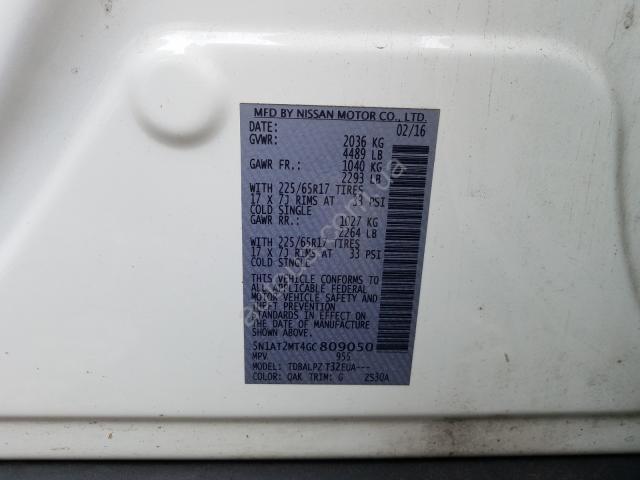 MFD BY NISSAN MOTOR CO., LTD.
DATE: 02/16
GVWR: 2036 KG
4489 LB
GAWR FR.: 1040 KG
2293 LB
WITH 225/65R17 TIRES
17 X 7J RIMS AT 33 PSI
COLD SINGLE
GAWR RR.: 1027 KG
2264 LB
WITH 225/65R17 TIRES
17 X 7J RIMS AT 33 PSI
COLD SINGLE
THIS VEHICLE CONFORMS TO
ALL APPLICABLE FEDERAL
MOTOR VEHICLE SAFETY AND
THEFT PREVENTION
STANDARDS IN EFFECT ON
THE DATE OF MANUFACTURE
SHOWN ABOVE.
5N1AT2MT4GC809050
MPV 955
MODEL: TDBALPZ T32EUA---
COLOR: QAK TRIM: G 2S30A